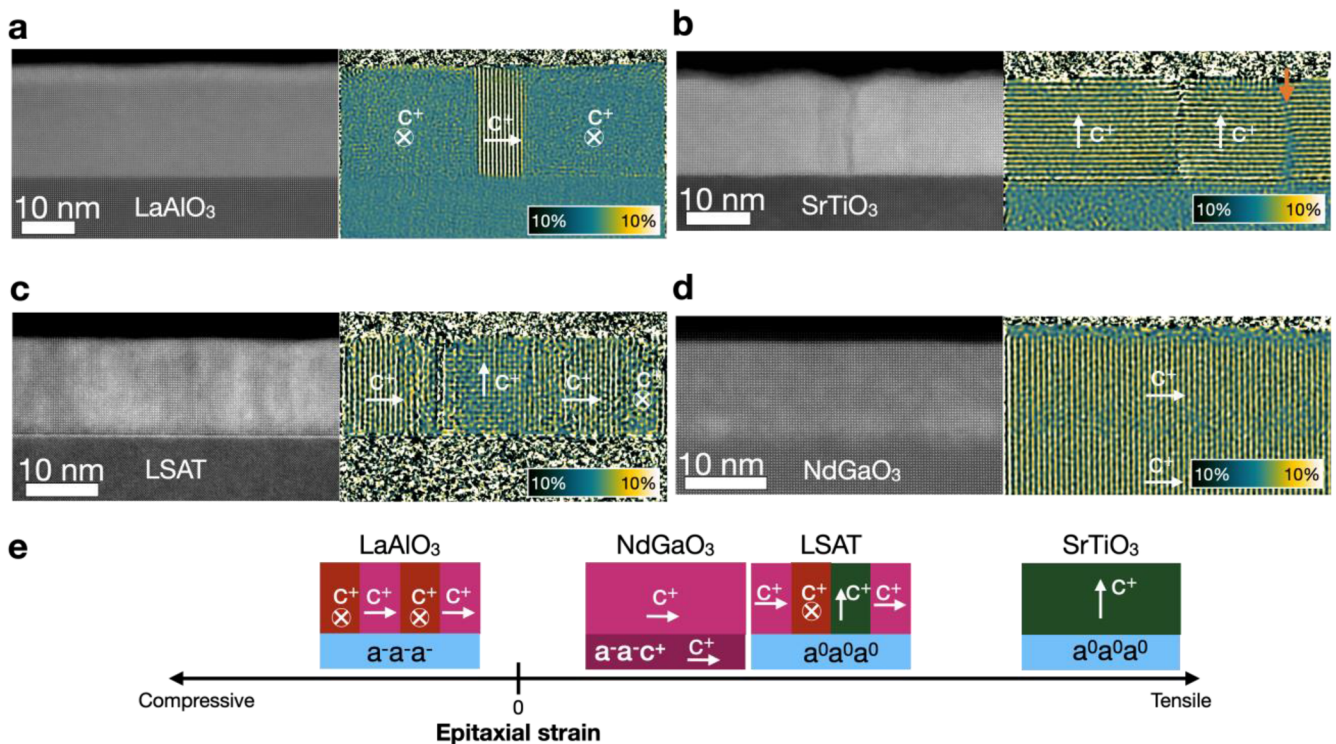 a
C⁺
C⁺
C⁺
10 nm
LaAlO₃
10%
10%
b
C⁺
C⁺
10 nm
SrTiO₃
10%
10%
c
C⁺
C⁺
C⁺
C⁺
10 nm
LSAT
10%
10%
d
C⁺
C⁺
10 nm
NdGaO₃
10%
10%
e
LaAlO₃
NdGaO₃
LSAT
SrTiO₃
C⁺ C⁺ C⁺ C⁺
C⁺
C⁺ C⁺ C⁺ C⁺
C⁺
a⁻a⁻a⁻
a⁻a⁻c⁺ C⁺
a⁰a⁰a⁰
a⁰a⁰a⁰
Compressive
0
Tensile
Epitaxial strain